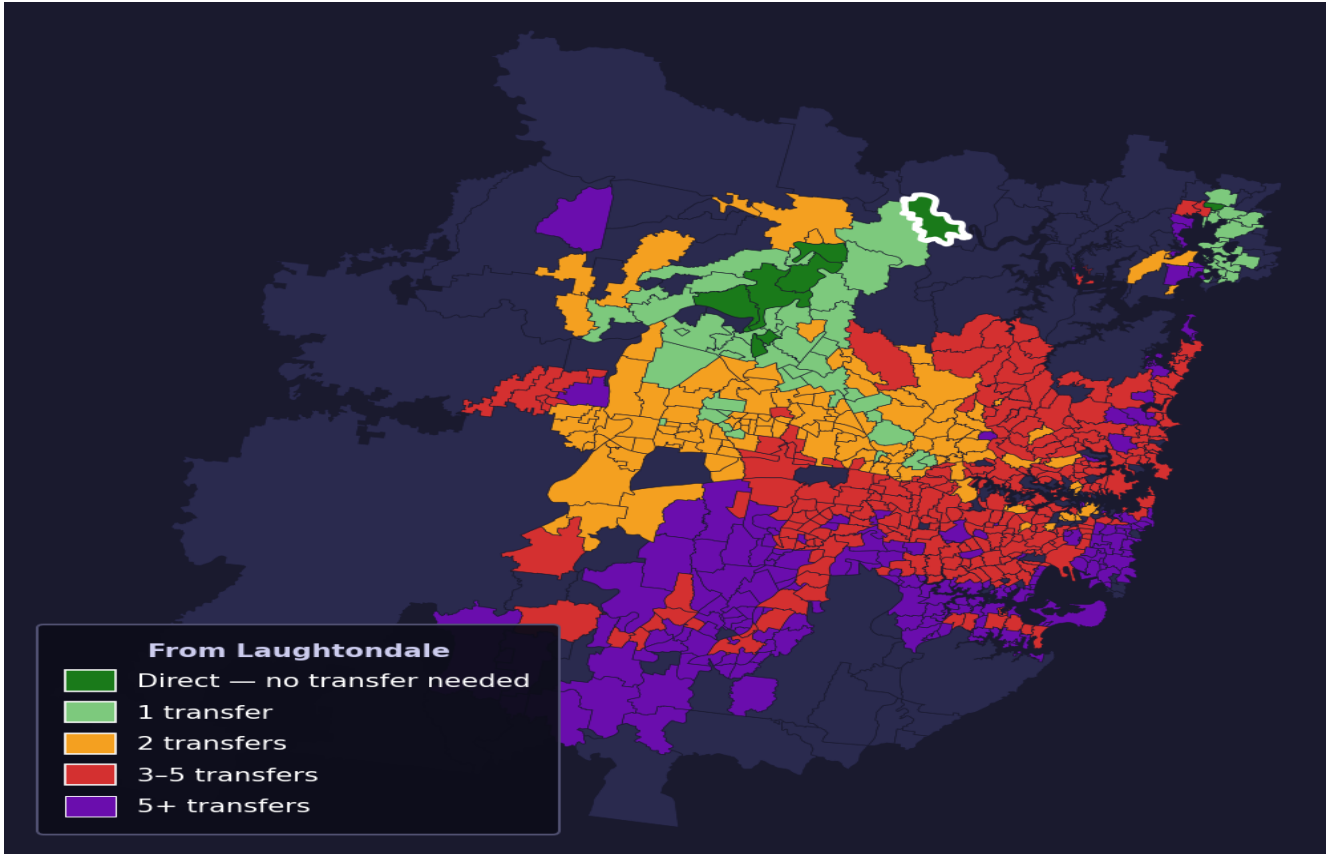 From Laughtondale
Direct — no transfer needed
1 transfer
2 transfers
3–5 transfers
5+ transfers